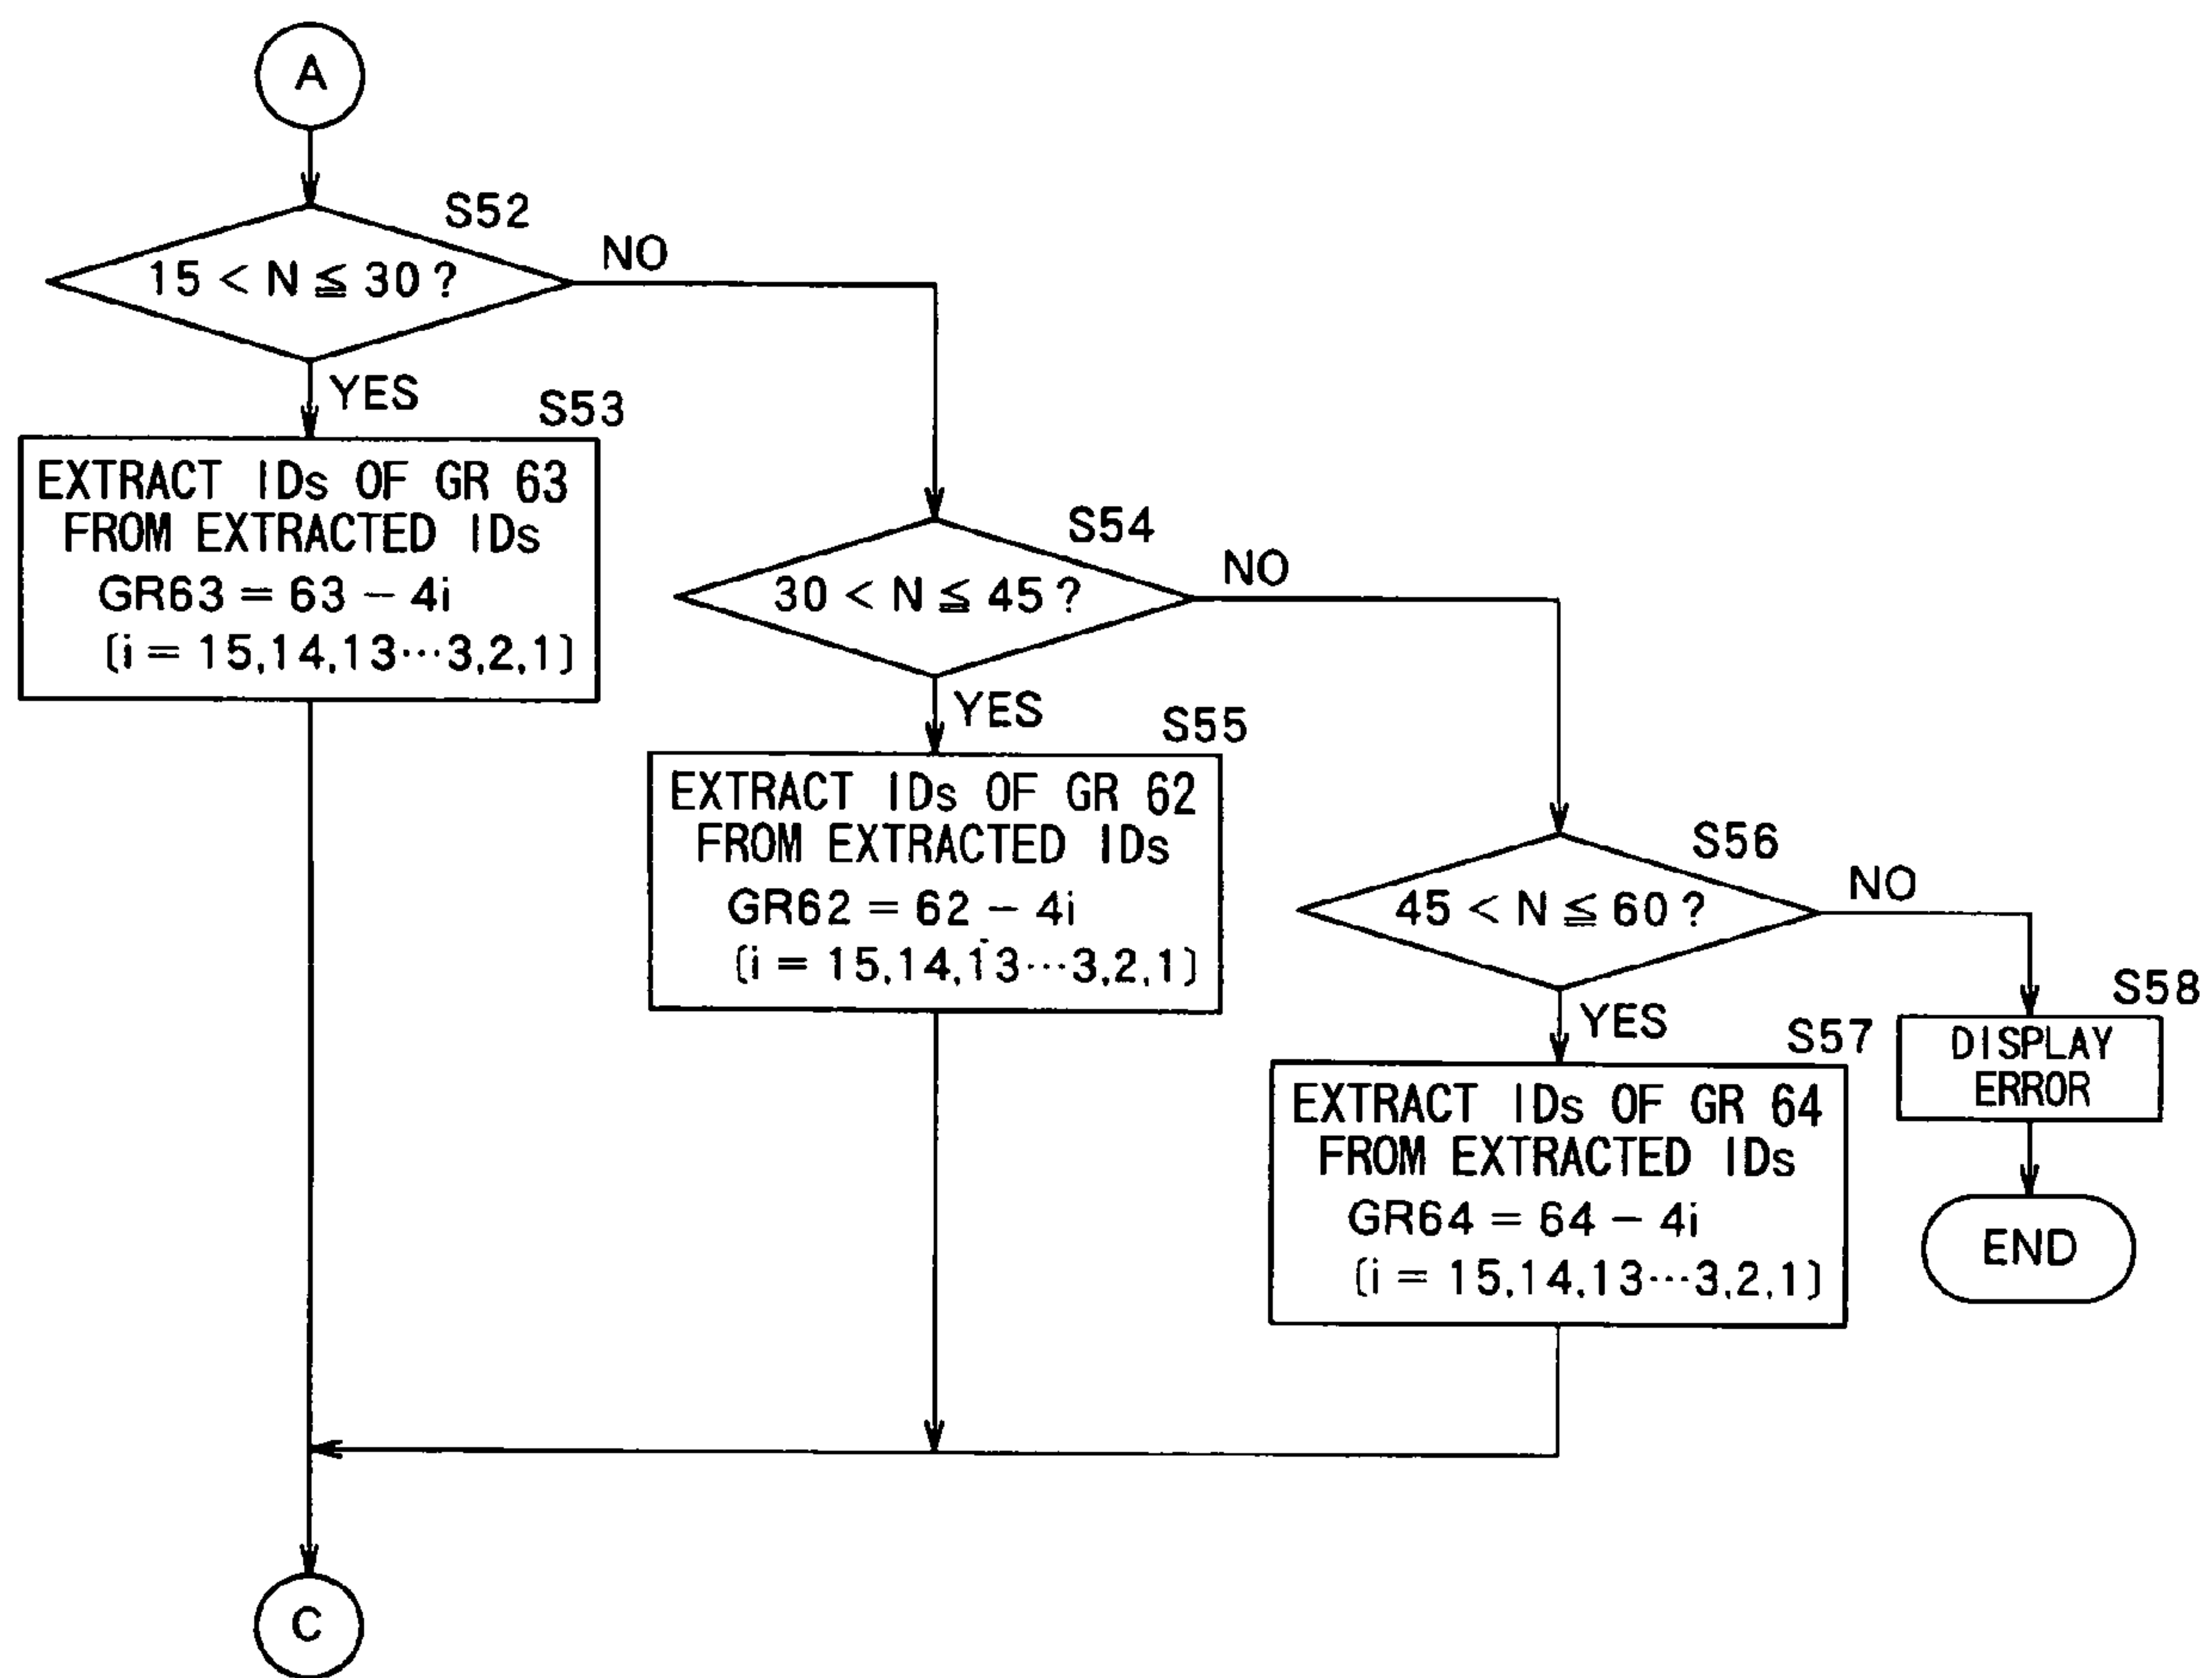 A
S52
15 < N ≦ 30 ?
NO
YES
S53
EXTRACT IDs OF GR 63
FROM EXTRACTED IDs
GR63 = 63 − 4i
(i = 15,14,13···3,2,1)
S54
30 < N ≦ 45 ?
NO
YES
S55
EXTRACT IDs OF GR 62
FROM EXTRACTED IDs
GR62 = 62 − 4i
(i = 15,14,13···3,2,1)
S56
45 < N ≦ 60 ?
NO
YES
S57
EXTRACT IDs OF GR 64
FROM EXTRACTED IDs
GR64 = 64 − 4i
(i = 15,14,13···3,2,1)
S58
DISPLAY
ERROR
END
C